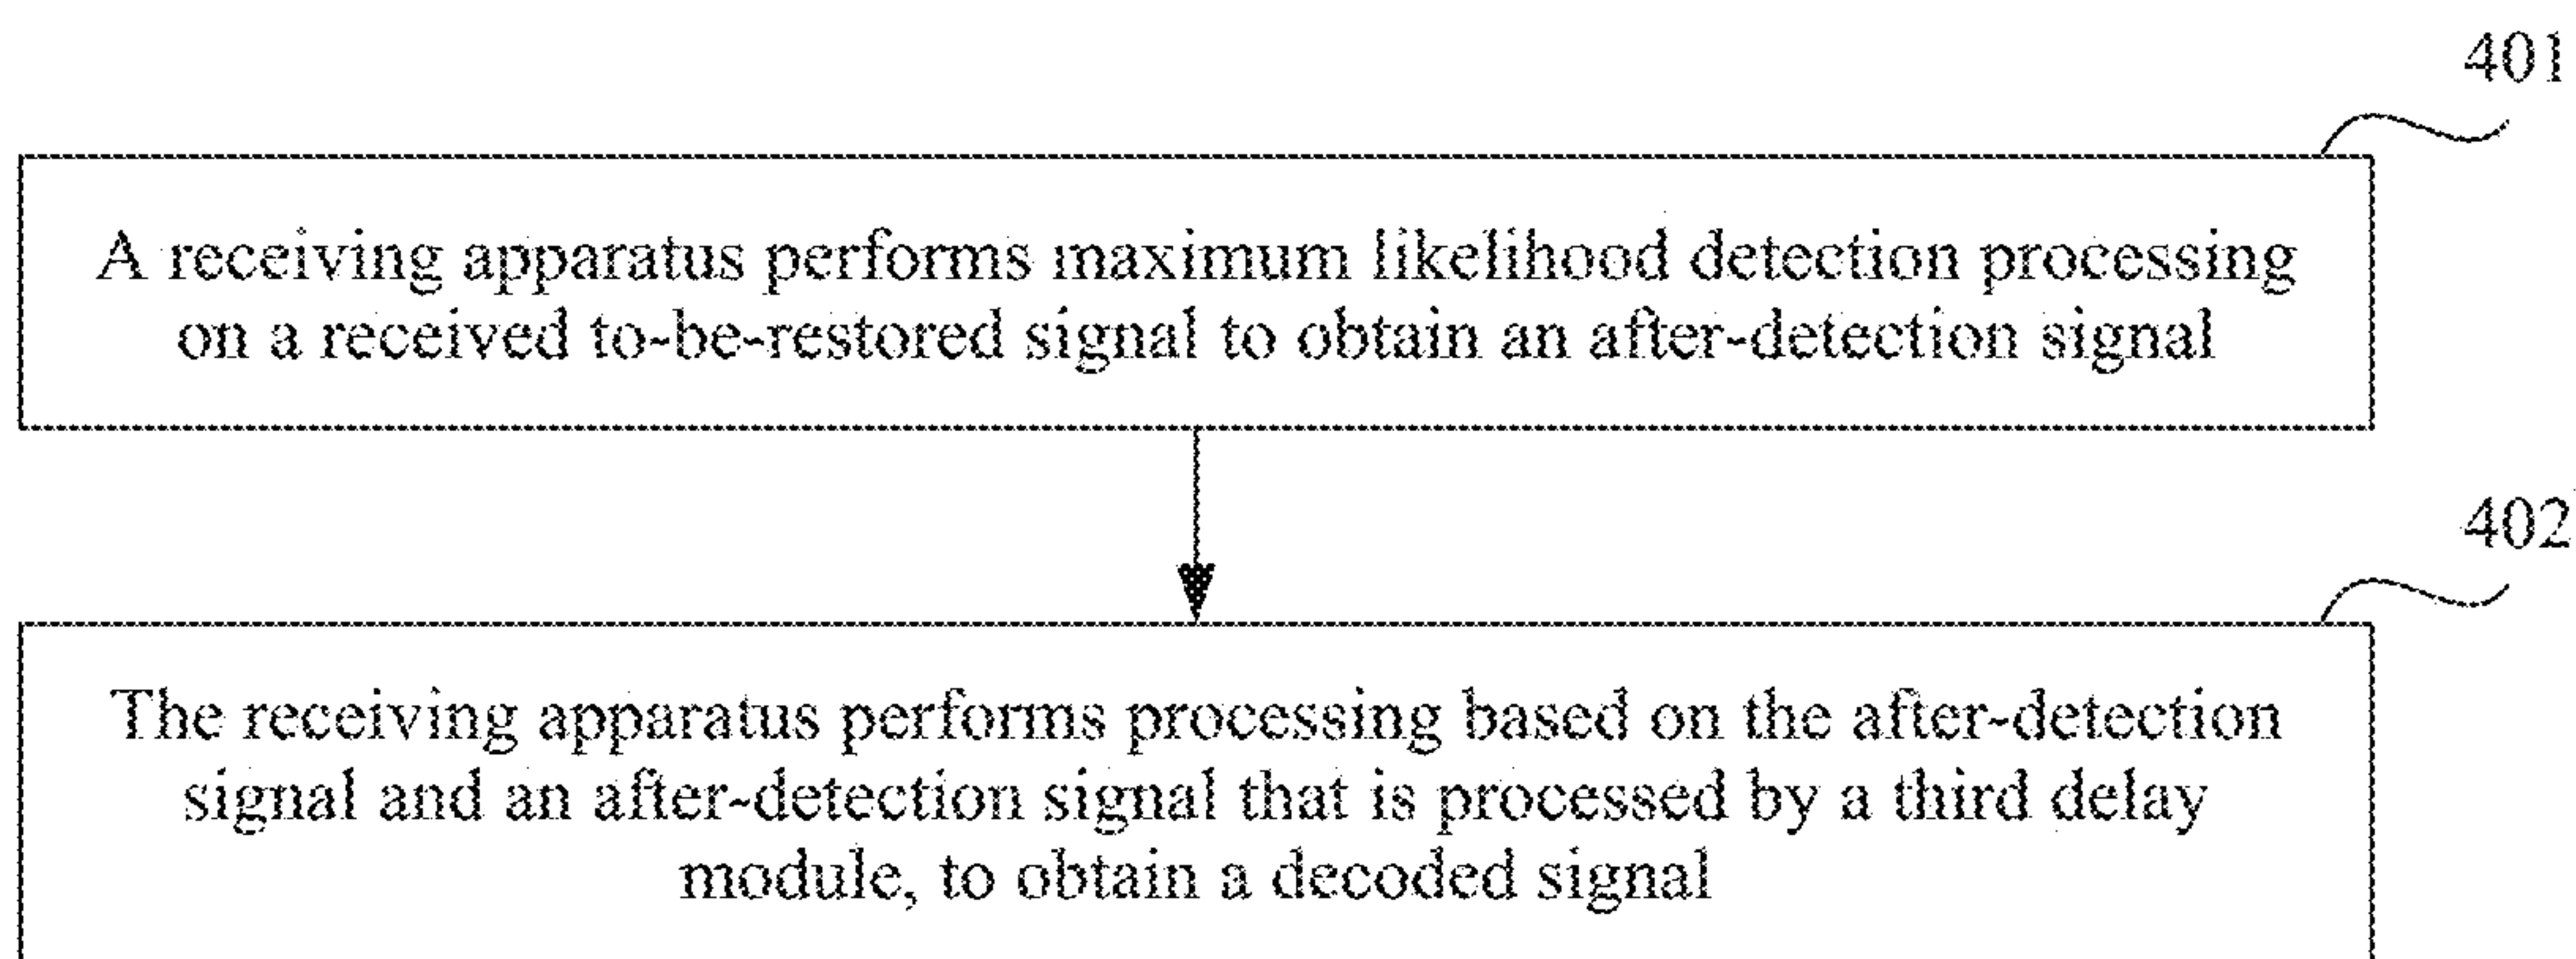 401
A receiving apparatus performs maximum likelihood detection processing
on a received to-be-restored signal to obtain an after-detection signal
402
The receiving apparatus performs processing based on the after-detection
signal and an after-detection signal that is processed by a third delay
module, to obtain a decoded signal